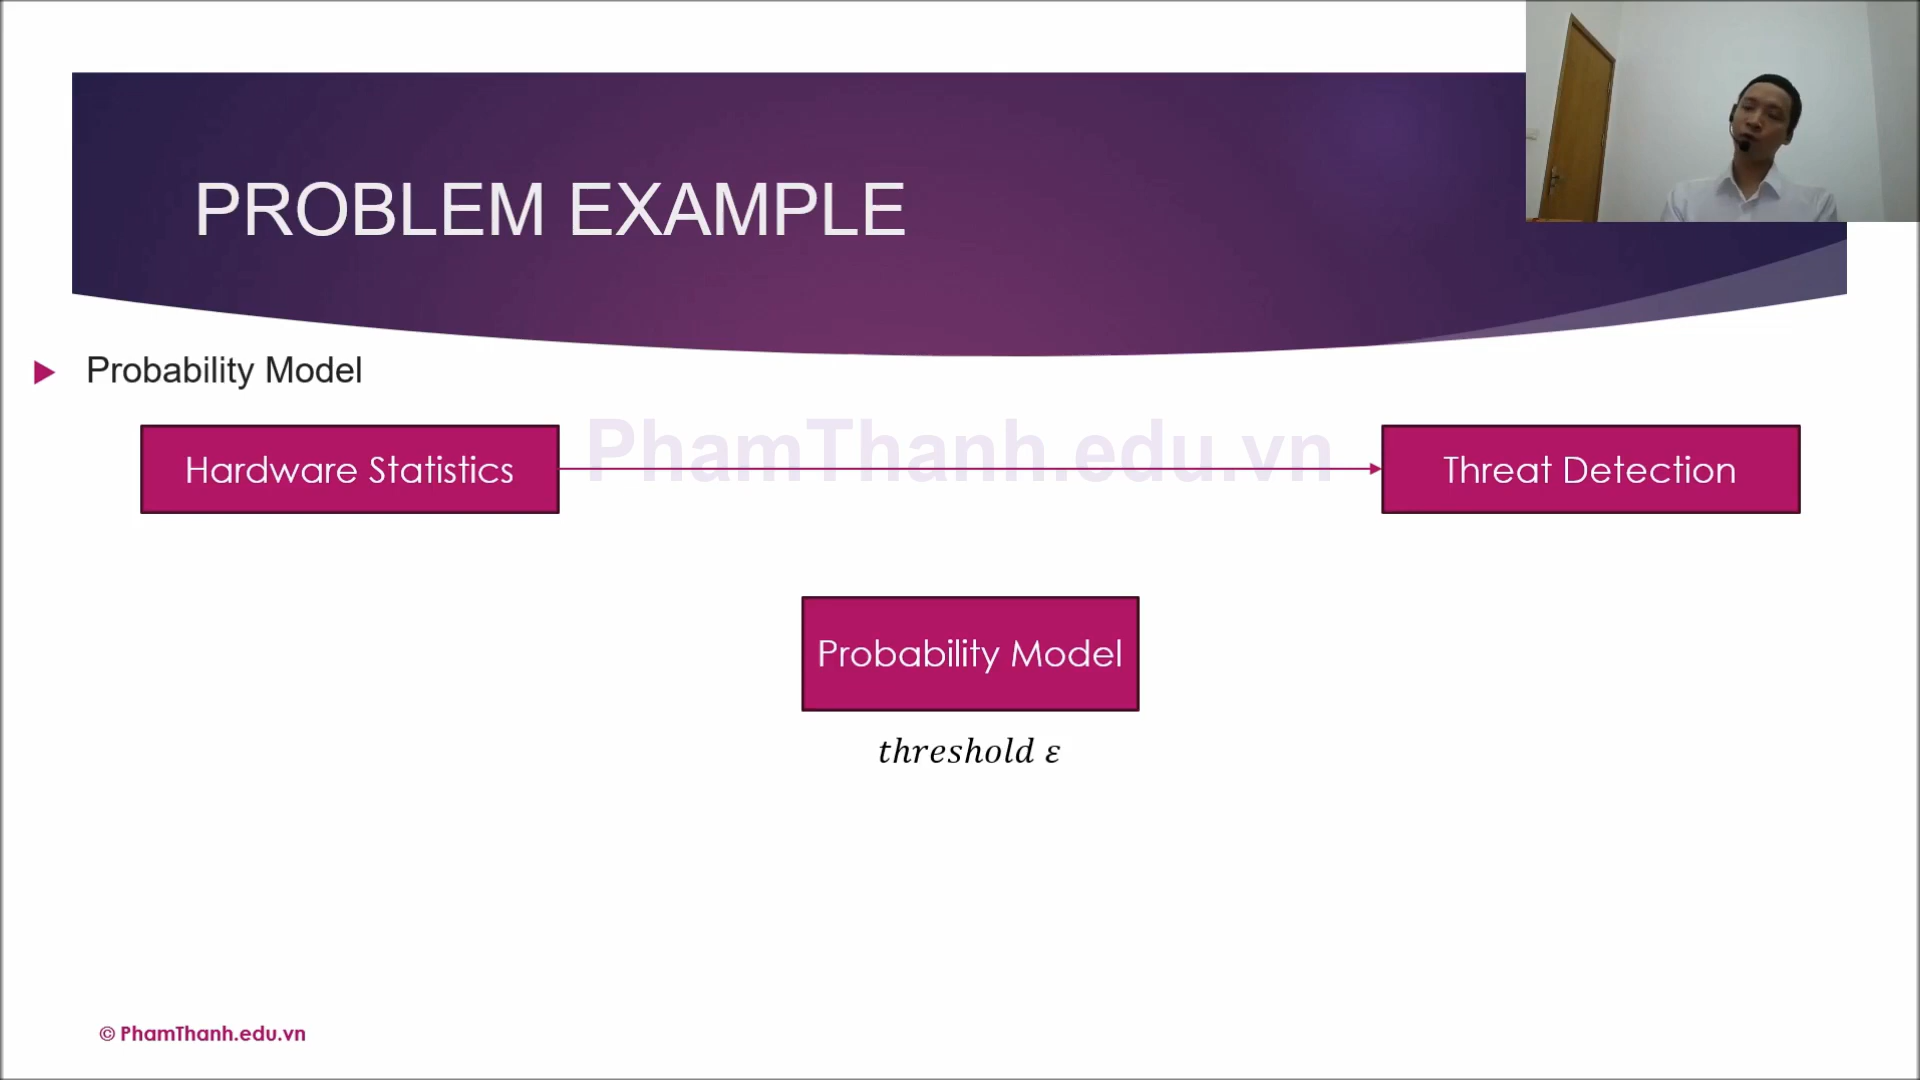 PROBLEM EXAMPLE
Probability Model
PhamThanh.edu.vn
Hardware Statistics
Threat Detection
Probability Model
threshold ε
© PhamThanh.edu.vn